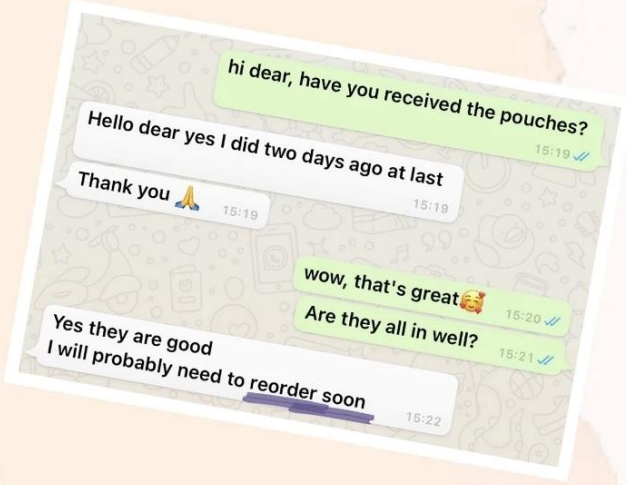 hi dear, have you received the pouches?
15:19
Hello dear yes I did two days ago at last
15:19
Thank you 🙏
15:19
wow, that's great🥰
15:20
Are they all in well?
15:21
Yes they are good
I will probably need to reorder soon
15:22